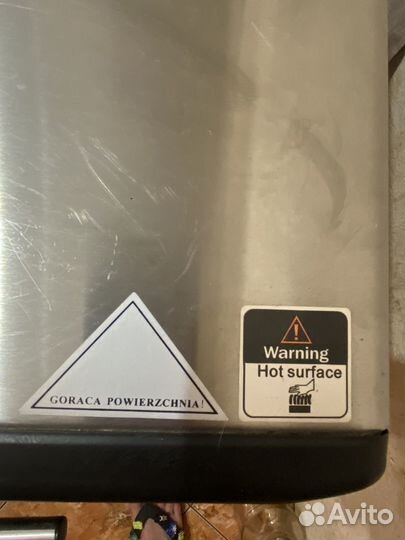 GORACA POWIERZCHNIA!
Warning
Hot surface
Avito